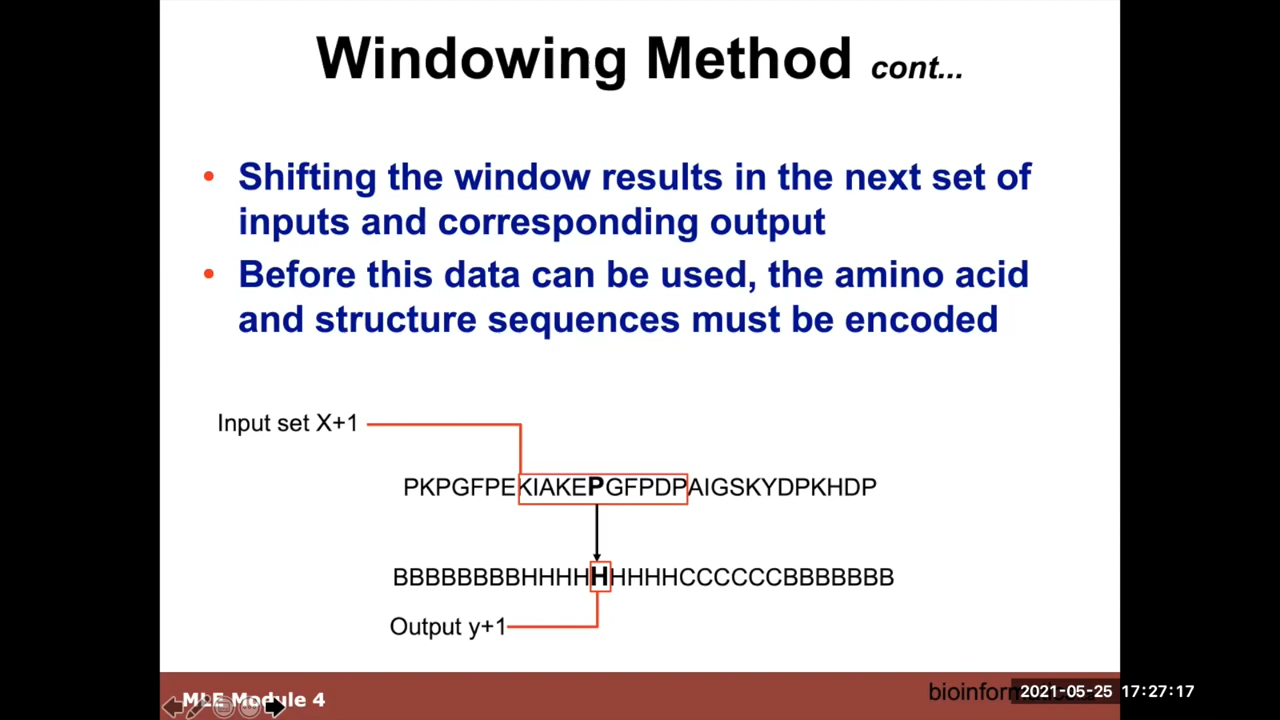 Windowing Method cont...
• Shifting the window results in the next set of
inputs and corresponding output
• Before this data can be used, the amino acid
and structure sequences must be encoded
Input set X+1
PKPGFPEKIAKEPGFPDPAIGSKYDPKHDP
BBBBBBBBHHHHHHHHHCCCCCCBBBBBBB
Output y+1
MLE Module 4
2021-05-25 17:27:17